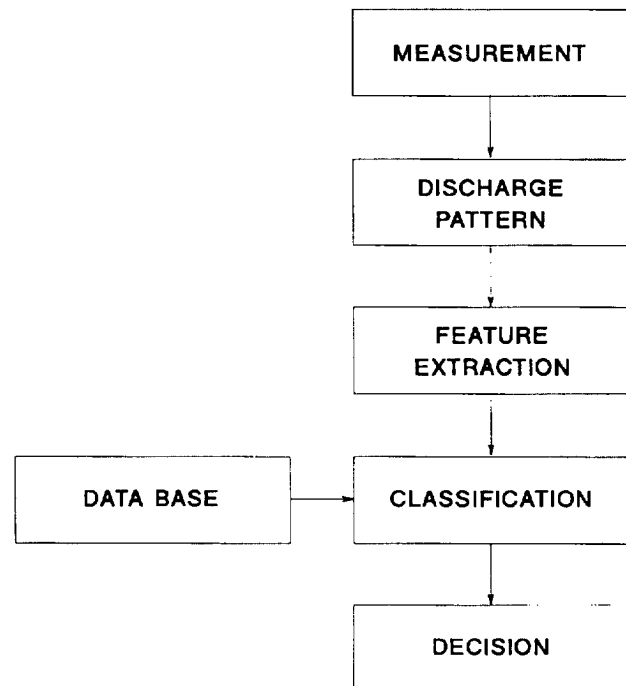 MEASUREMENT
DISCHARGE
PATTERN
FEATURE
EXTRACTION
DATA BASE
CLASSIFICATION
DECISION